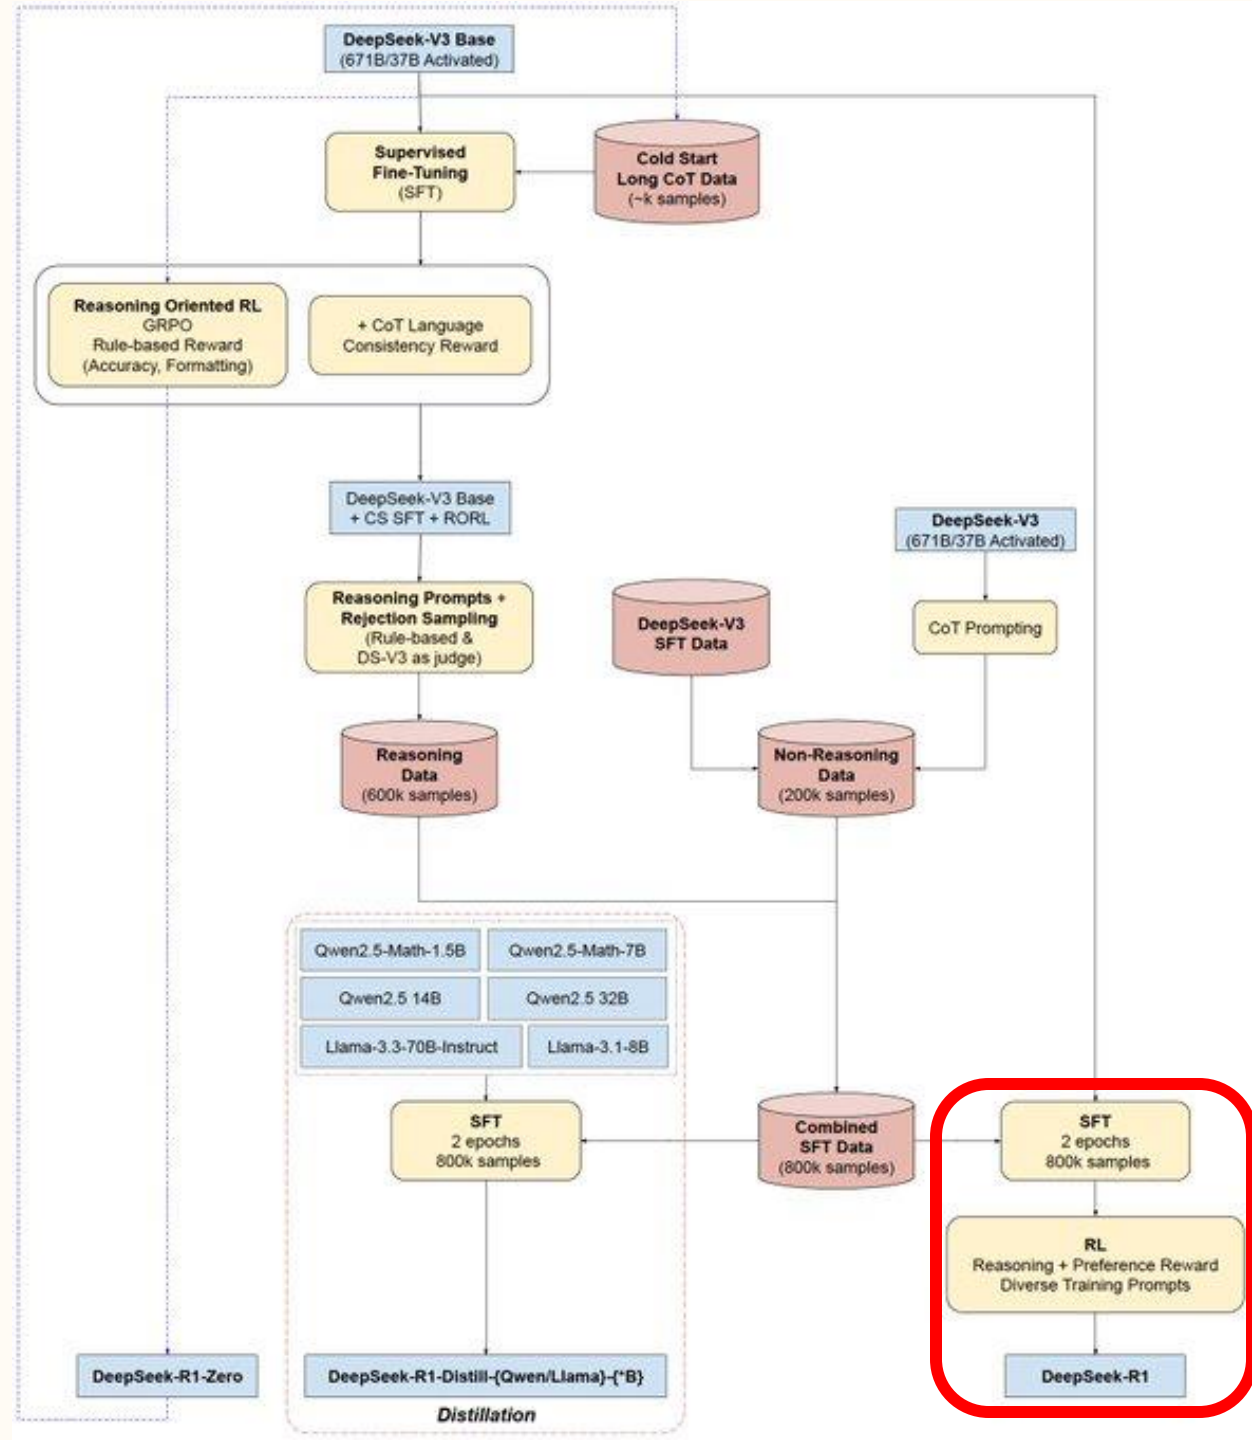 DeepSeek-V3 Base
(671B/37B Activated)
Supervised
Fine-Tuning
(SFT)
Cold Start
Long CoT Data
(~k samples)
Reasoning Oriented RL
GRPO
Rule-based Reward
(Accuracy, Formatting)
+ CoT Language
Consistency Reward
DeepSeek-V3 Base
+ CS SFT + RORL
DeepSeek-V3
(671B/37B Activated)
Reasoning Prompts +
Rejection Sampling
(Rule-based &
DS-V3 as judge)
DeepSeek-V3
SFT Data
CoT Prompting
Reasoning
Data
(600k samples)
Non-Reasoning
Data
(200k samples)
Qwen2.5-Math-1.5B
Qwen2.5-Math-7B
Qwen2.5 14B
Qwen2.5 32B
Llama-3.3-70B-Instruct
Llama-3.1-8B
SFT
2 epochs
800k samples
Combined
SFT Data
(800k samples)
SFT
2 epochs
800k samples
RL
Reasoning + Preference Reward
Diverse Training Prompts
DeepSeek-R1-Zero
DeepSeek-R1-Distill-{Qwen/Llama}-{*B}
DeepSeek-R1
Distillation